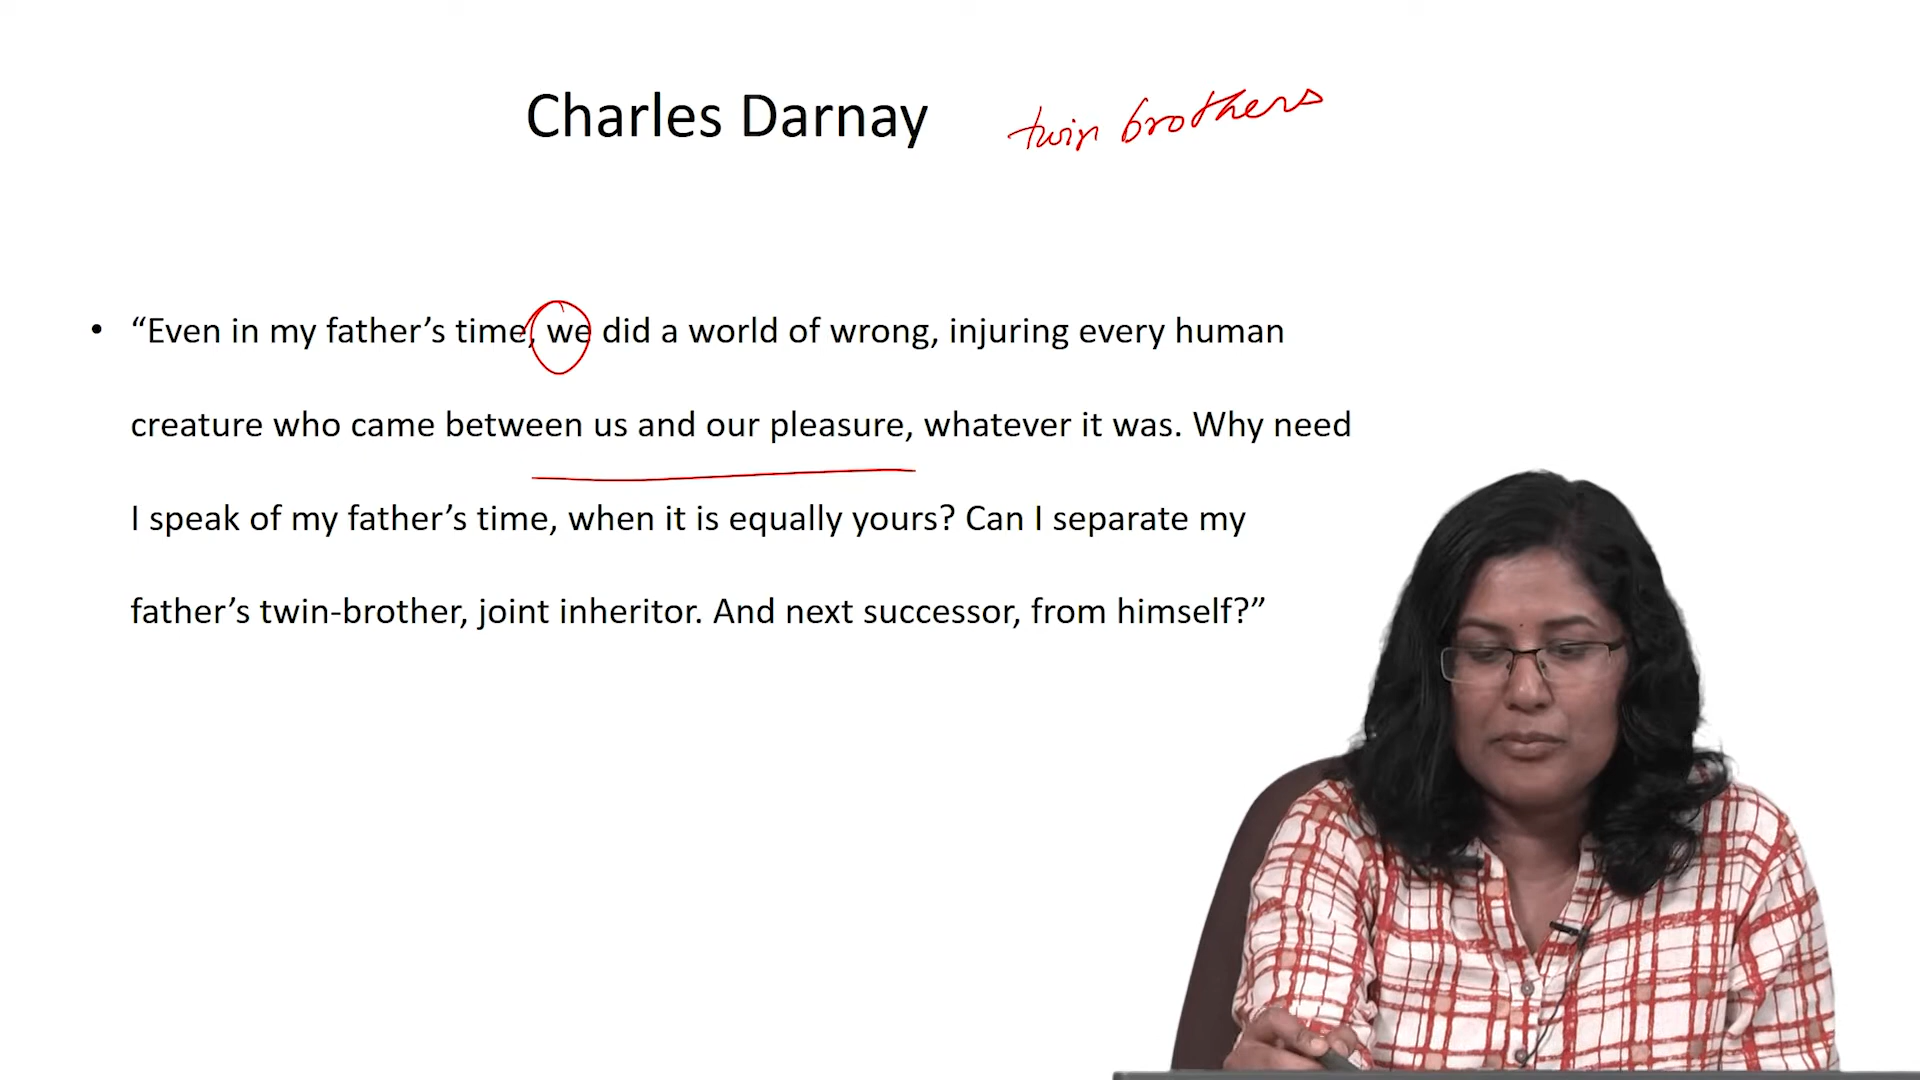 Charles Darnay twin brothers
• “Even in my father’s time, we did a world of wrong, injuring every human
creature who came between us and our pleasure, whatever it was. Why need
I speak of my father’s time, when it is equally yours? Can I separate my
father’s twin-brother, joint inheritor. And next successor, from himself?”